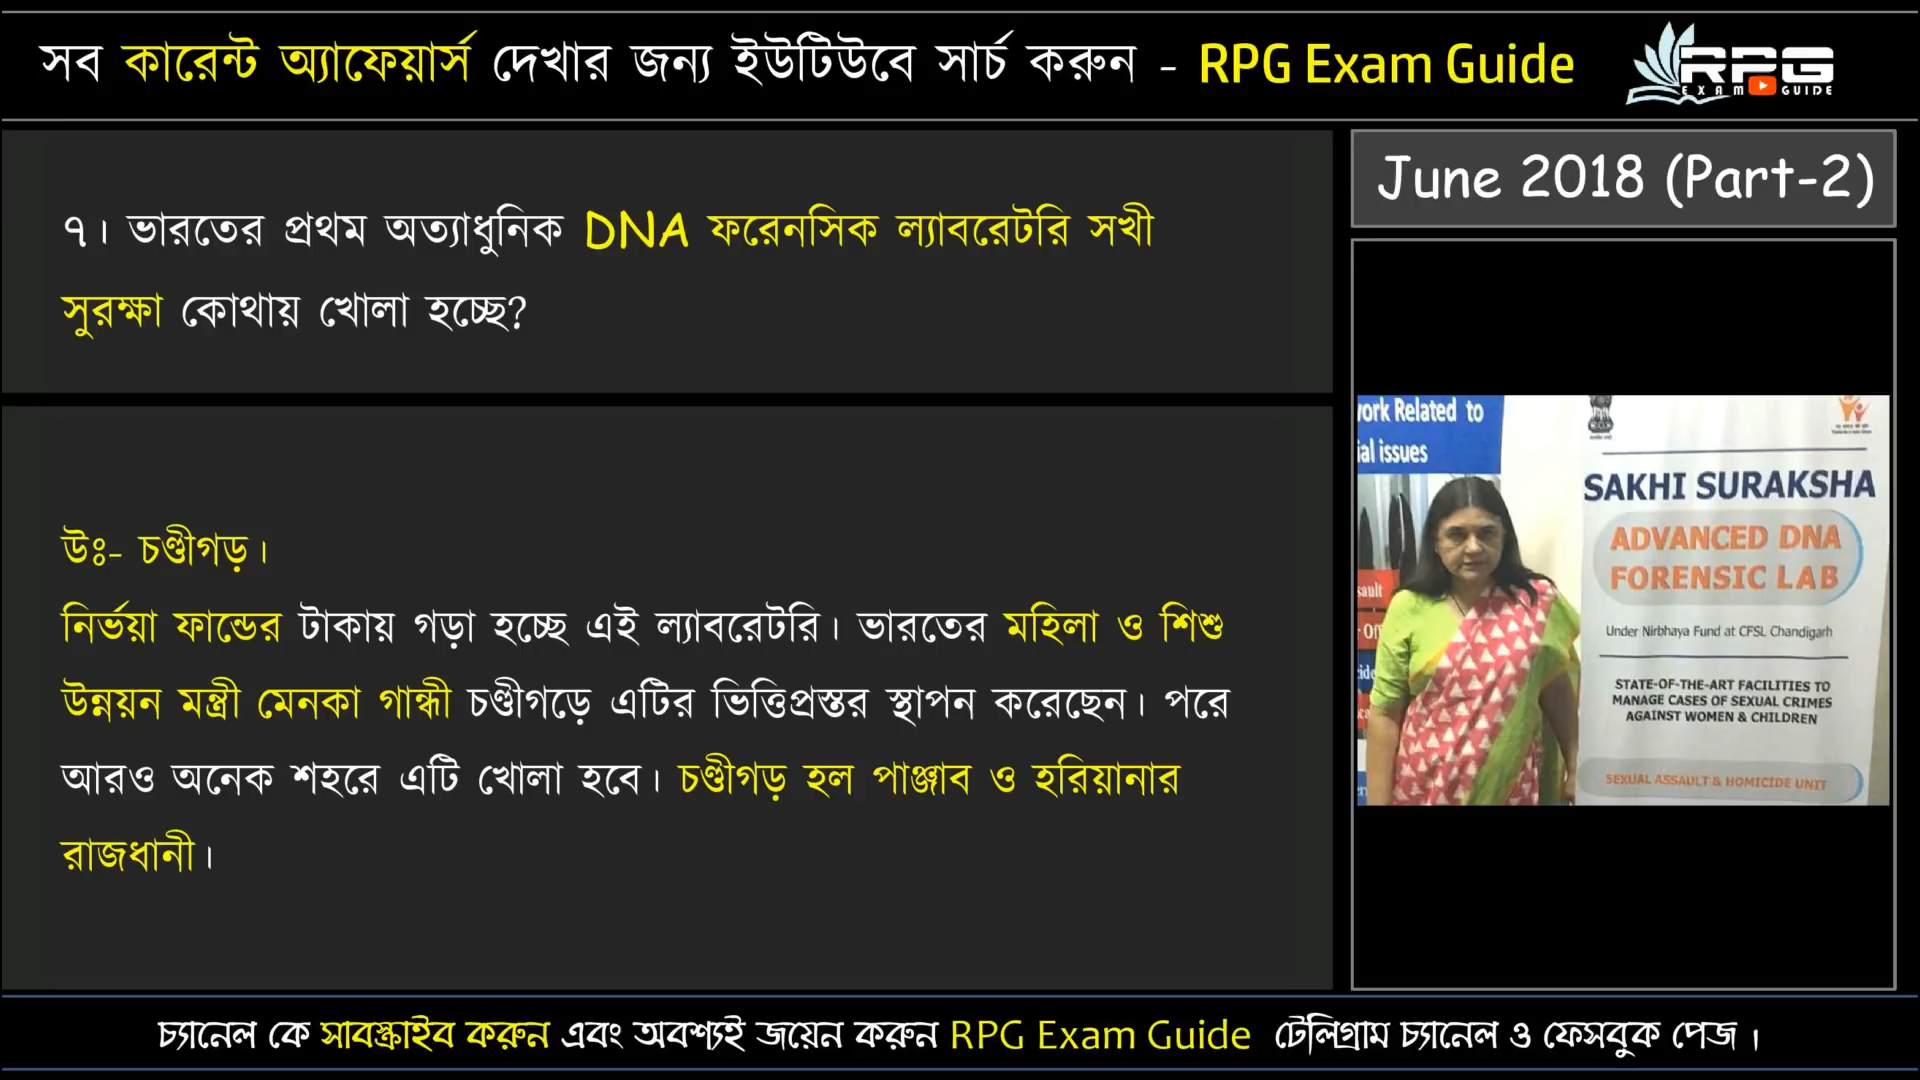 সব কারেন্ট অ্যাফেয়ার্স দেখার জন্য ইউটিউবে সার্চ করুন - RPG Exam Guide
RPG
EXAM GUIDE
June 2018 (Part-2)
৭। ভারতের প্রথম অত্যাধুনিক DNA ফরেনসিক ল্যাবরেটরি সখী
সুরক্ষা কোথায় খোলা হচ্ছে?
উঃ- চণ্ডীগড়।
নির্ভয়া ফান্ডের টাকায় গড়া হচ্ছে এই ল্যাবরেটরি। ভারতের মহিলা ও শিশু
উন্নয়ন মন্ত্রী মেনকা গান্ধী চণ্ডীগড়ে এটির ভিত্তিপ্রস্তর স্থাপন করেছেন। পরে
আরও অনেক শহরে এটি খোলা হবে। চণ্ডীগড় হল পাঞ্জাব ও হরিয়ানার
রাজধানী।
Related to
issues
SAKHI SURAKSHA
ADVANCED DNA
FORENSIC LAB
Under Nirbhaya Fund at CFSL Chandigarh
STATE-OF-THE-ART FACILITIES TO
MANAGE CASES OF SEXUAL CRIMES
AGAINST WOMEN & CHILDREN
SEXUAL ASSAULT & HOMICIDE UNIT
চ্যানেল কে সাবস্ক্রাইব করুন এবং অবশ্যই জয়েন করুন RPG Exam Guide টেলিগ্রাম চ্যানেল ও ফেসবুক পেজ।